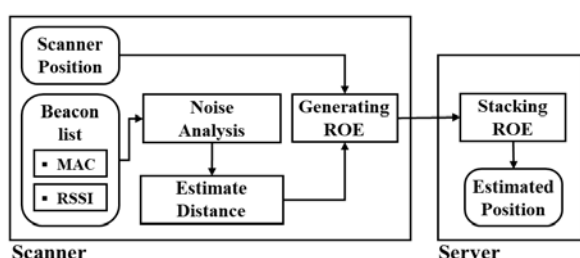 Scanner
Position
Beacon
list
▪ MAC
▪ RSSI
Noise
Analysis
Estimate
Distance
Generating
ROE
Stacking
ROE
Estimated
Position
Scanner
Server